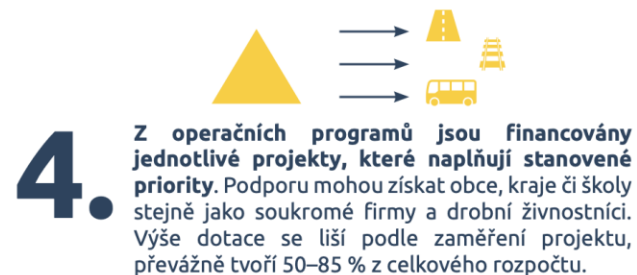 4.
Z operačních programů jsou financovány
jednotlivé projekty, které naplňují stanovené
priority. Podporu mohou získat obce, kraje či školy
stejně jako soukromé firmy a drobní živnostníci.
Výše dotace se liší podle zaměření projektu,
převážně tvoří 50–85 % z celkového rozpočtu.